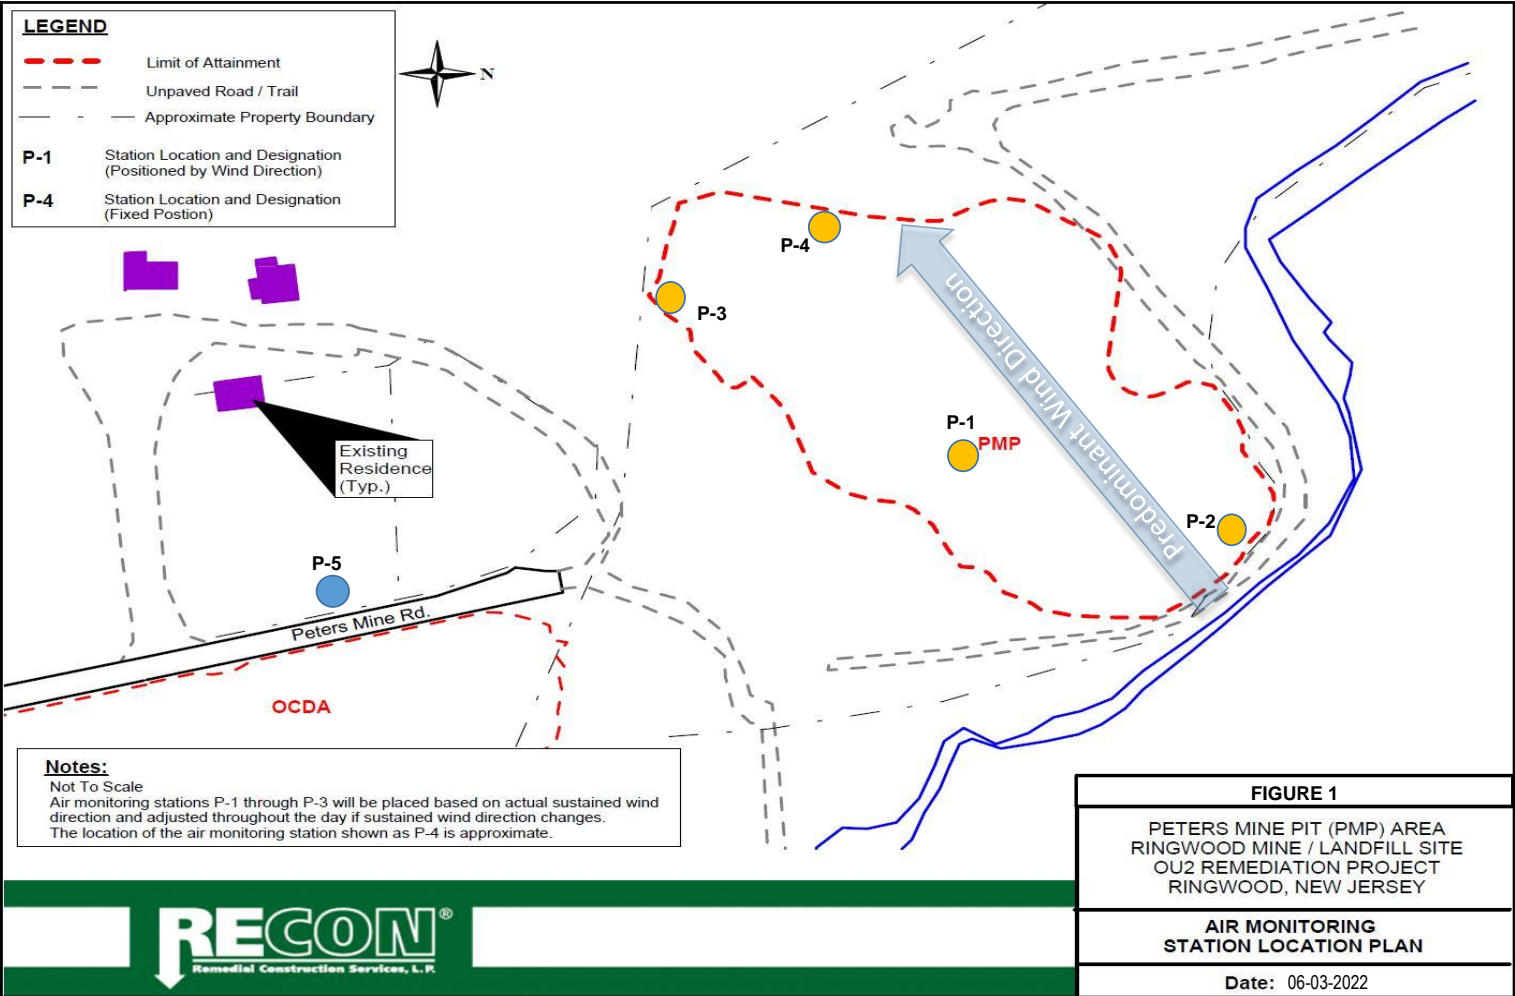 LEGEND
Limit of Attainment
Unpaved Road / Trail
Approximate Property Boundary
P-1 Station Location and Designation
(Positioned by Wind Direction)
P-4 Station Location and Designation
(Fixed Postion)
N
P-4
P-3
Predominant Wind Direction
P-1
PMP
P-2
Existing
Residence
(Typ.)
P-5
Peters Mine Rd.
OCDA
Notes:
Not To Scale
Air monitoring stations P-1 through P-3 will be placed based on actual sustained wind
direction and adjusted throughout the day if sustained wind direction changes.
The location of the air monitoring station shown as P-4 is approximate.
RECON®
Remedial Construction Services, L.P.
FIGURE 1
PETERS MINE PIT (PMP) AREA
RINGWOOD MINE / LANDFILL SITE
OU2 REMEDIATION PROJECT
RINGWOOD, NEW JERSEY
AIR MONITORING
STATION LOCATION PLAN
Date: 06-03-2022